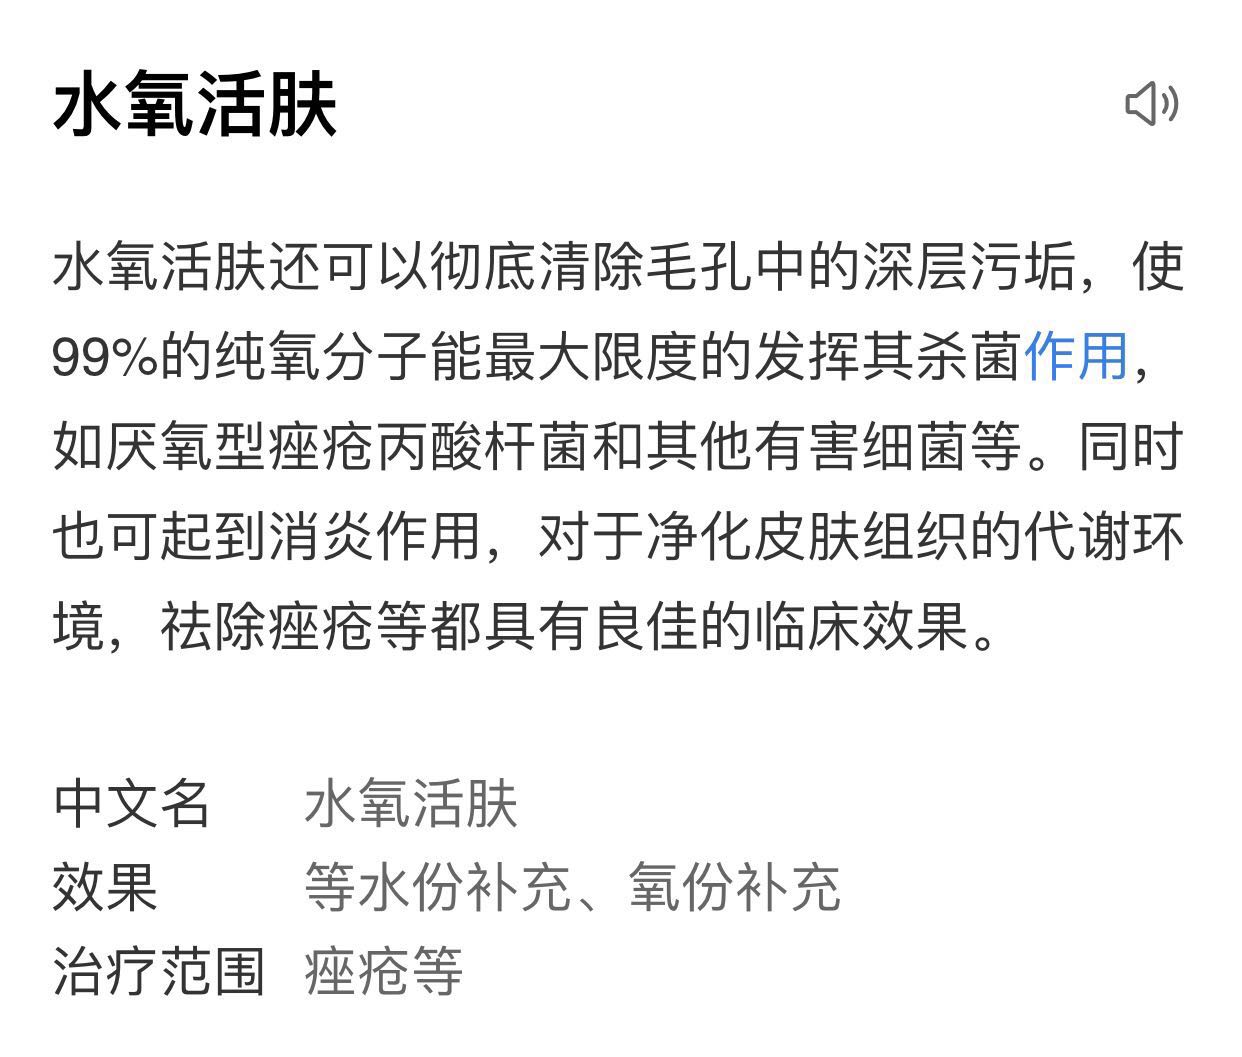 水氧活肤
水氧活肤还可以彻底清除毛孔中的深层污垢，使
99%的纯氧分子能最大限度的发挥其杀菌作用，
如厌氧型痤疮丙酸杆菌和其他有害细菌等。同时
也可起到消炎作用，对于净化皮肤组织的代谢环
境，祛除痤疮等都具有良佳的临床效果。
中文名 水氧活肤
效果 等水份补充、氧份补充
治疗范围 痤疮等